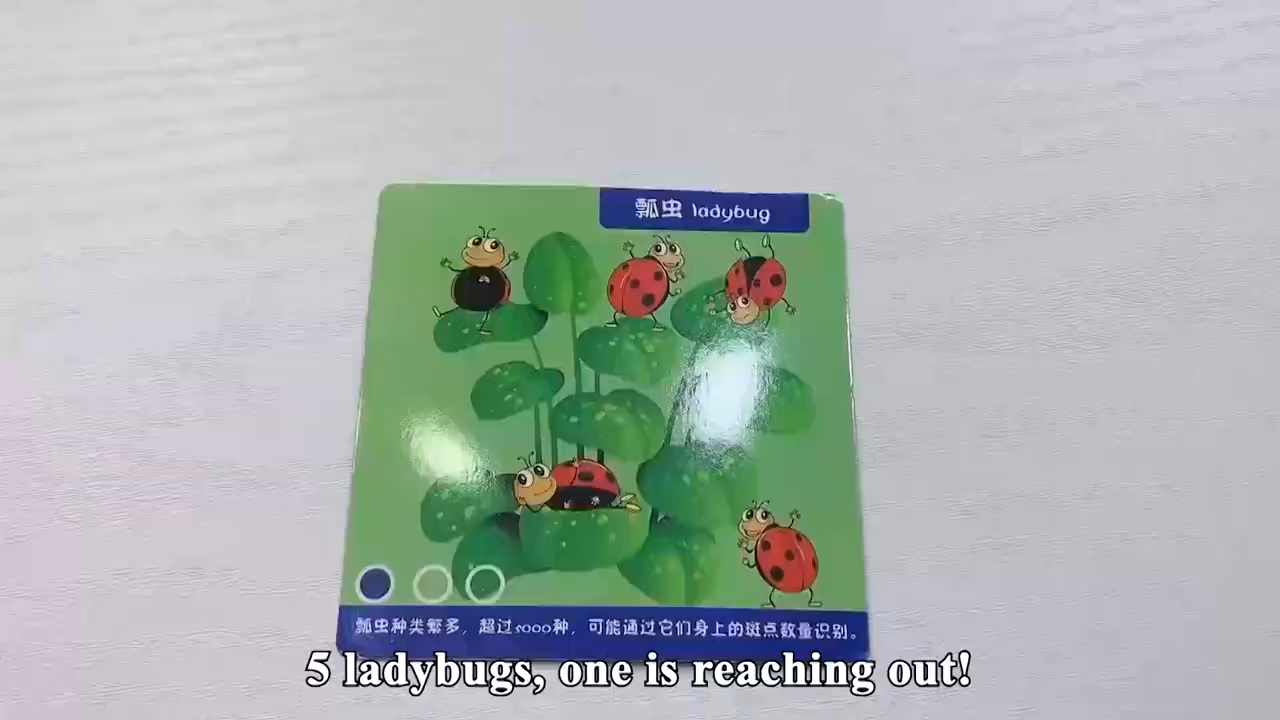 瓢虫 ladybug
瓢虫种类繁多，超过5000种，可能通过它们身上的斑点数量识别。
5 ladybugs, one is reaching out!